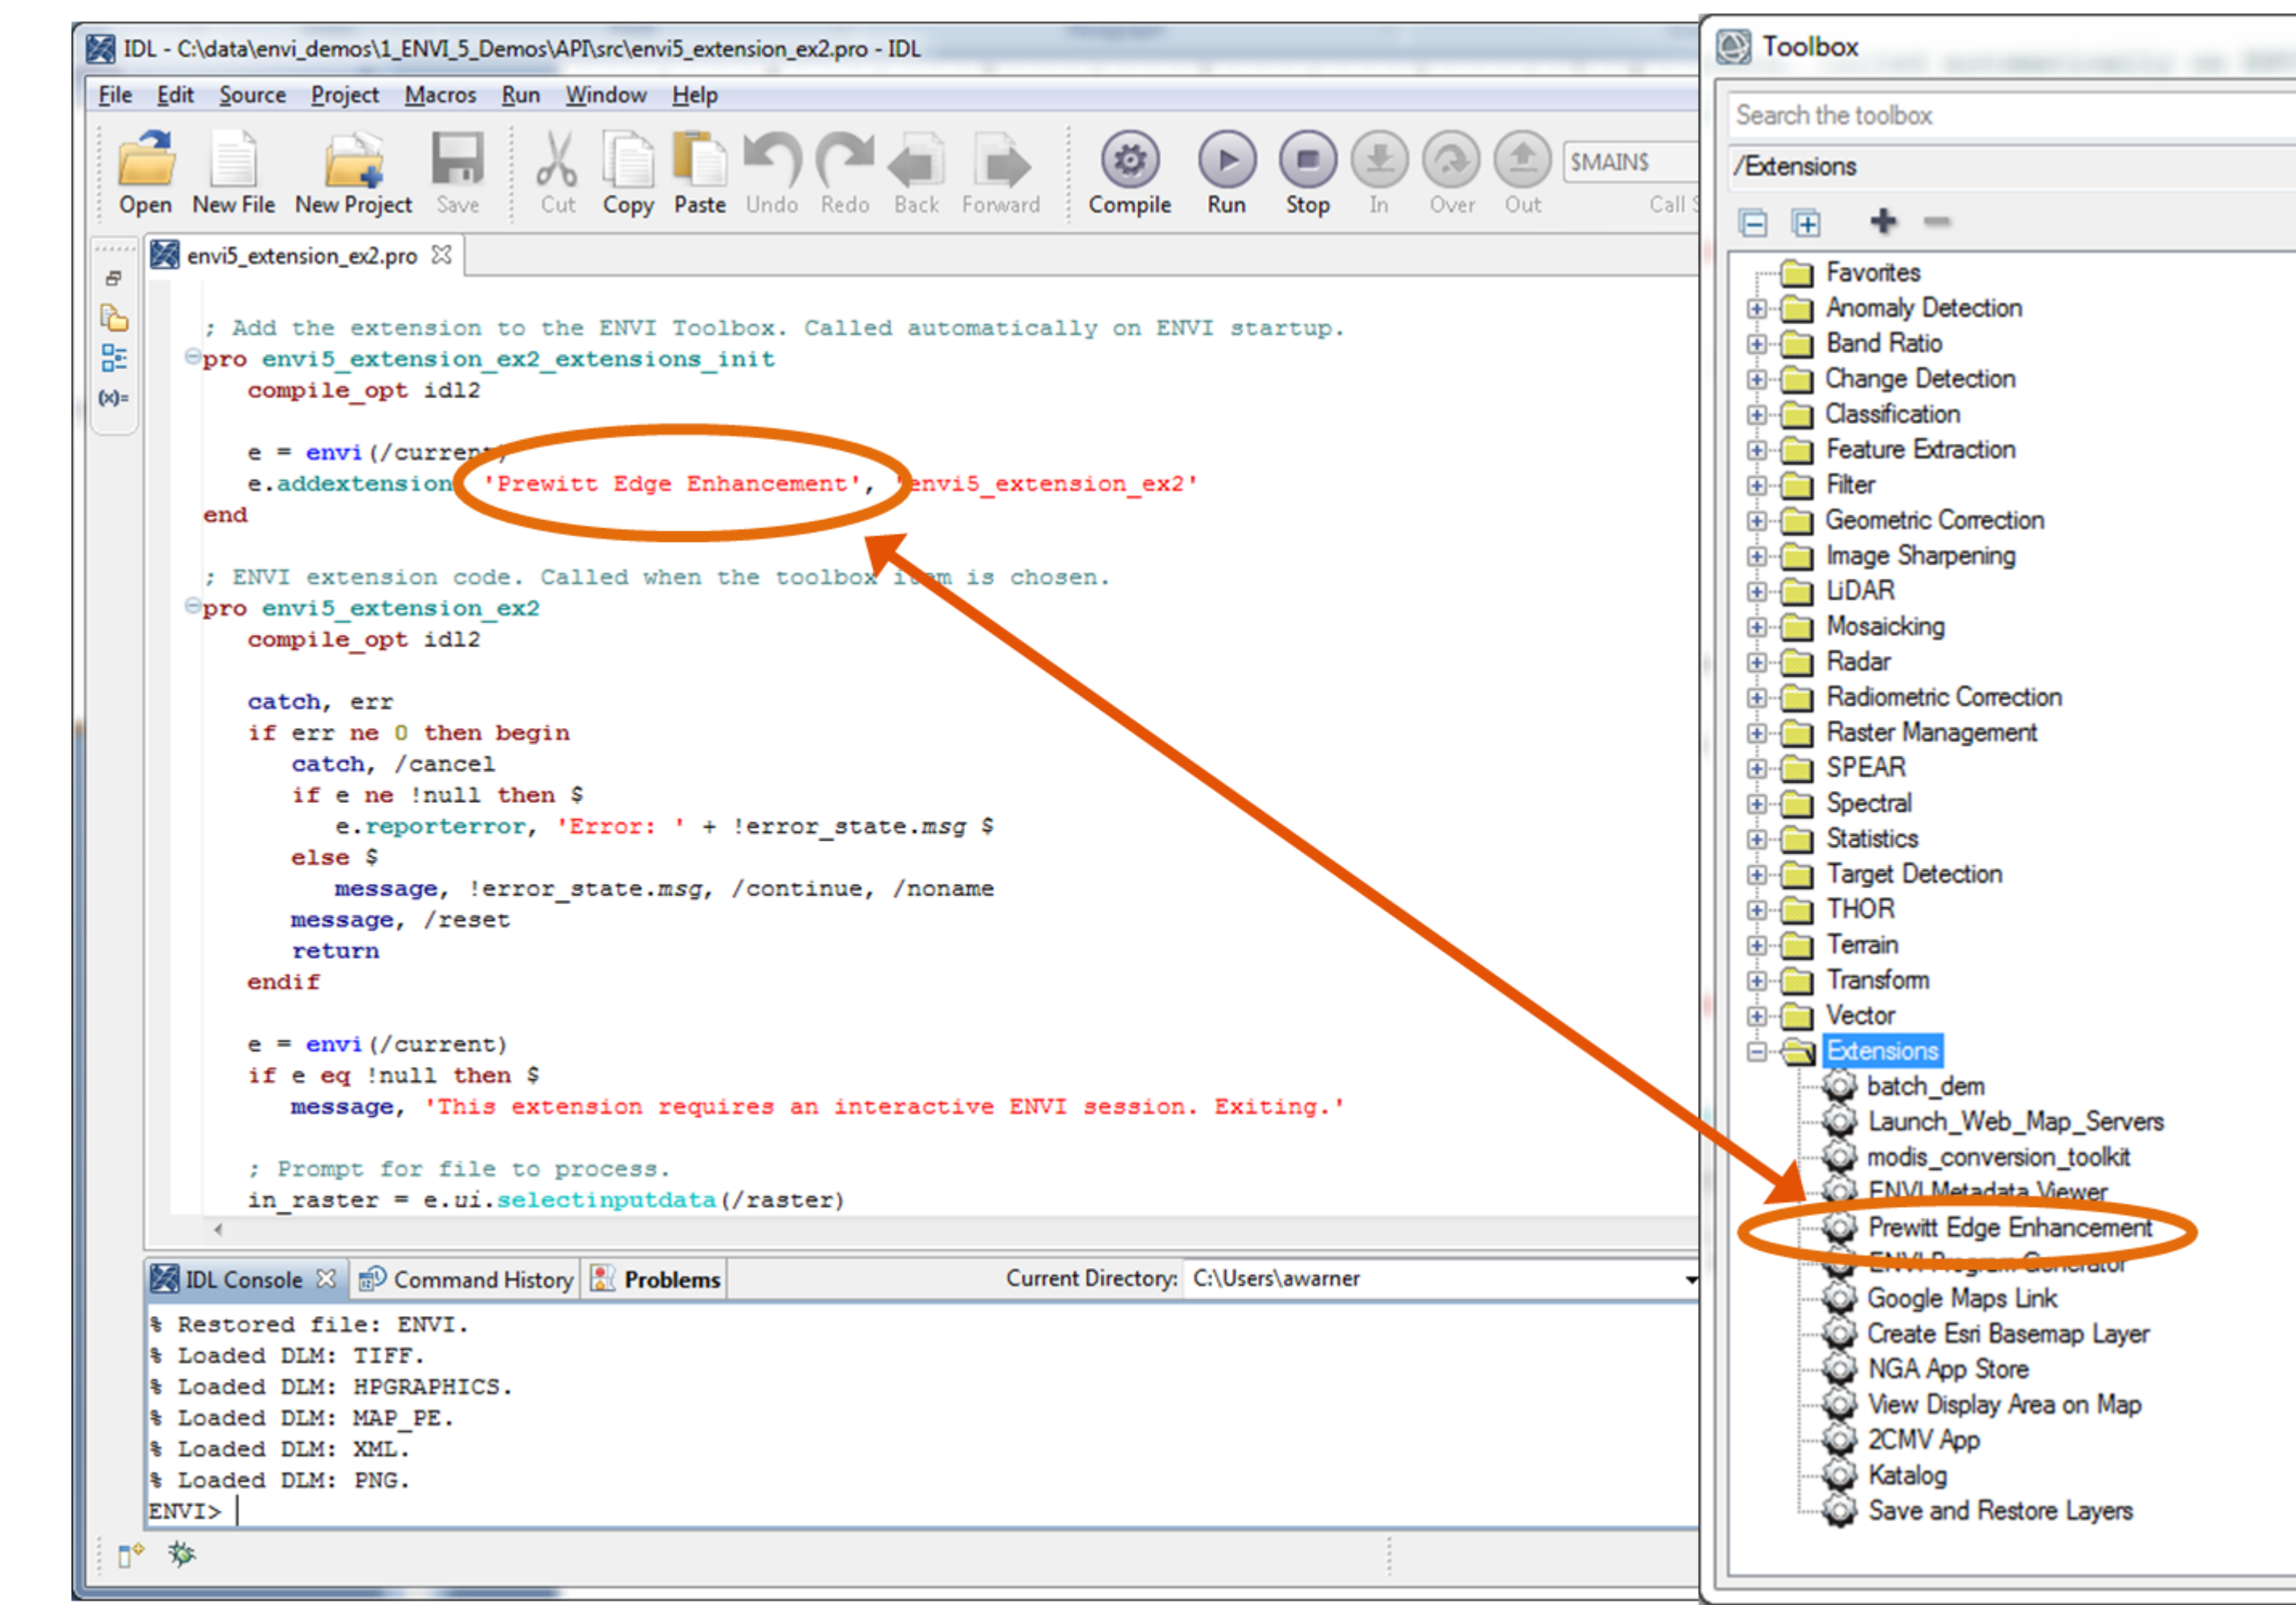 IDL - C:\data\envi_demos\1_ENVI_5_Demos\API\src\envi5_extension_ex2.pro - IDL
File Edit Source Project Macros Run Window Help
Open New File New Project Save Cut Copy Paste Undo Redo Back Forward Compile Run Stop In Over Out $MAIN$ Call
envi5_extension_ex2.pro
; Add the extension to the ENVI Toolbox. Called automatically on ENVI startup.
pro envi5_extension_ex2_extensions_init
compile_opt idl2
e = envi(/current)
e.addextension 'Prewitt Edge Enhancement', 'envi5_extension_ex2'
end
; ENVI extension code. Called when the toolbox item is chosen.
pro envi5_extension_ex2
compile_opt idl2
catch, err
if err ne 0 then begin
catch, /cancel
if e ne !null then $
e.reporterror, 'Error: ' + !error_state.msg $
else $
message, !error_state.msg, /continue, /noname
message, /reset
return
endif
e = envi(/current)
if e eq !null then $
message, 'This extension requires an interactive ENVI session. Exiting.'
; Prompt for file to process.
in_raster = e.ui.selectinputdata(/raster)
IDL Console Command History Problems Current Directory: C:\Users\awarner
% Restored file: ENVI.
% Loaded DLM: TIFF.
% Loaded DLM: HPGRAPHICS.
% Loaded DLM: MAP_PE.
% Loaded DLM: XML.
% Loaded DLM: PNG.
ENVI>
Toolbox
Search the toolbox
/Extensions
Favorites
Anomaly Detection
Band Ratio
Change Detection
Classification
Feature Extraction
Filter
Geometric Correction
Image Sharpening
LiDAR
Mosaicking
Radar
Radiometric Correction
Raster Management
SPEAR
Spectral
Statistics
Target Detection
THOR
Terrain
Transform
Vector
Extensions
batch_dem
Launch_Web_Map_Servers
modis_conversion_toolkit
ENVI Metadata Viewer
Prewitt Edge Enhancement
ENVI Program Generator
Google Maps Link
Create Esri Basemap Layer
NGA App Store
View Display Area on Map
2CMV App
Katalog
Save and Restore Layers